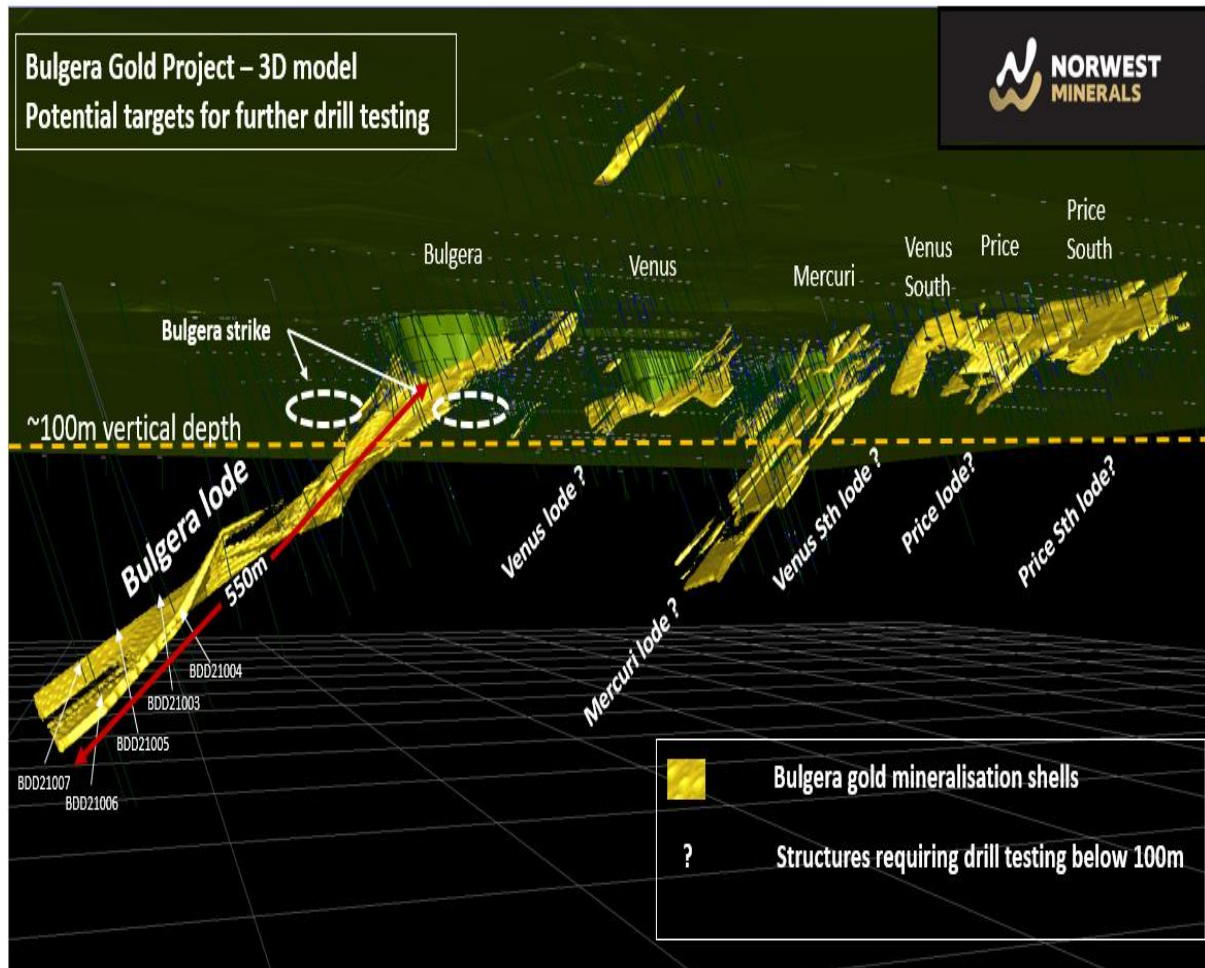 Bulgera Gold Project – 3D model
Potential targets for further drill testing
NORWEST
MINERALS
Price
South
Venus
South
Price
Bulgera
Venus
Mercuri
Bulgera strike
~100m vertical depth
Bulgera lode
550m
Venus lode ?
Mercuri lode ?
Venus Sth lode ?
Price lode?
Price Sth lode?
BDD21004
BDD21003
BDD21005
BDD21007
BDD21006
Bulgera gold mineralisation shells
? Structures requiring drill testing below 100m